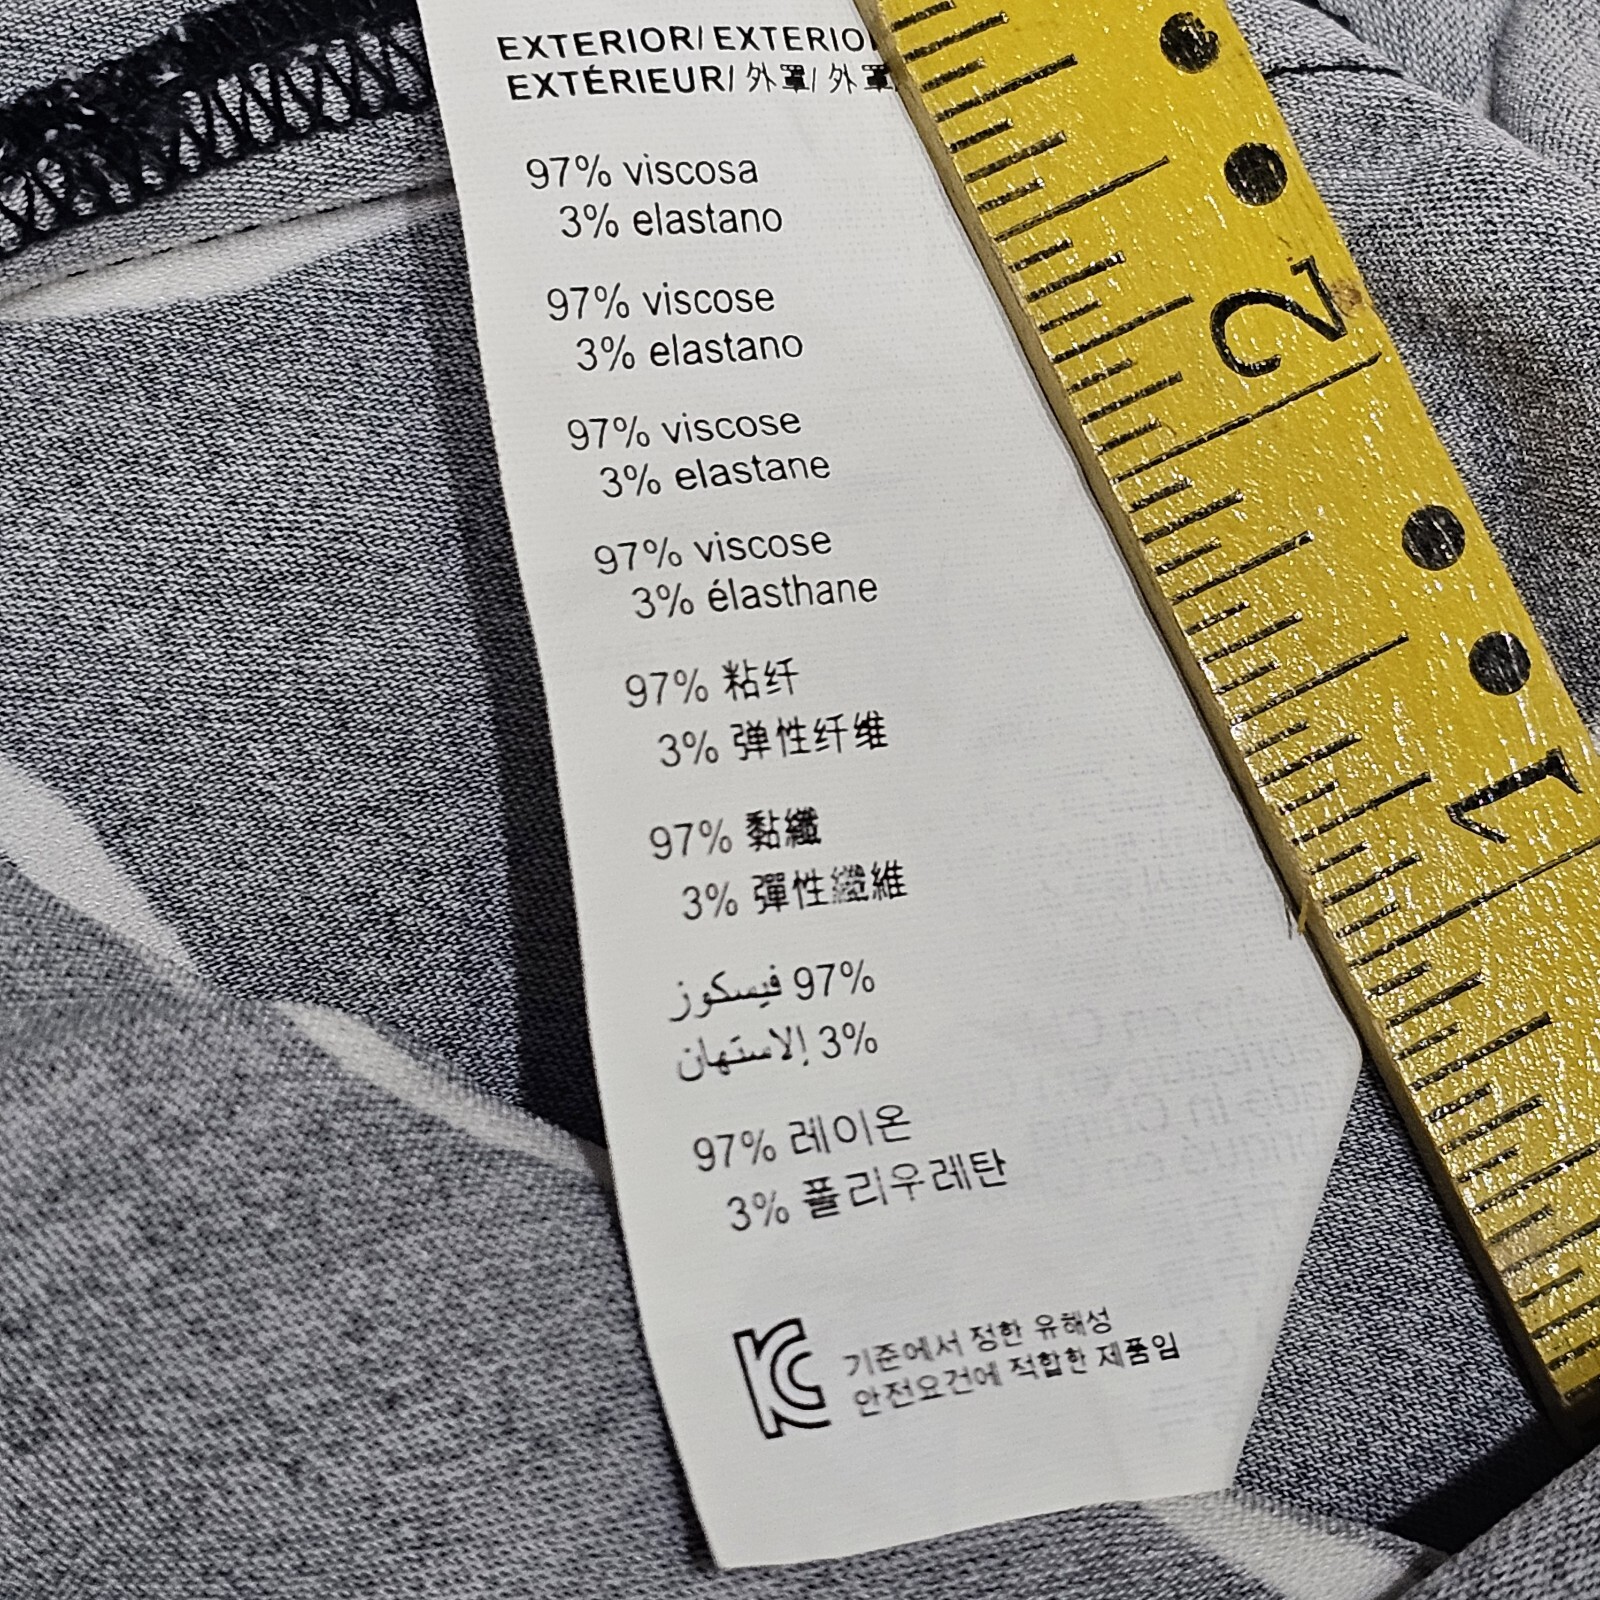 EXTERIOR/ EXTERIO
EXTÉRIEUR/ 外罩/ 外罩
97% viscosa
3% elastano
97% viscose
3% elastano
97% viscose
3% elastane
97% viscose
3% élasthane
97% 粘纤
3% 弹性纤维
97% 黏纖
3% 彈性纖維
97% فيسكوز
3% الاستهان
97% 레이온
3% 폴리우레탄
기준에서 정한 유해성
안전요건에 적합한 제품임
2
1